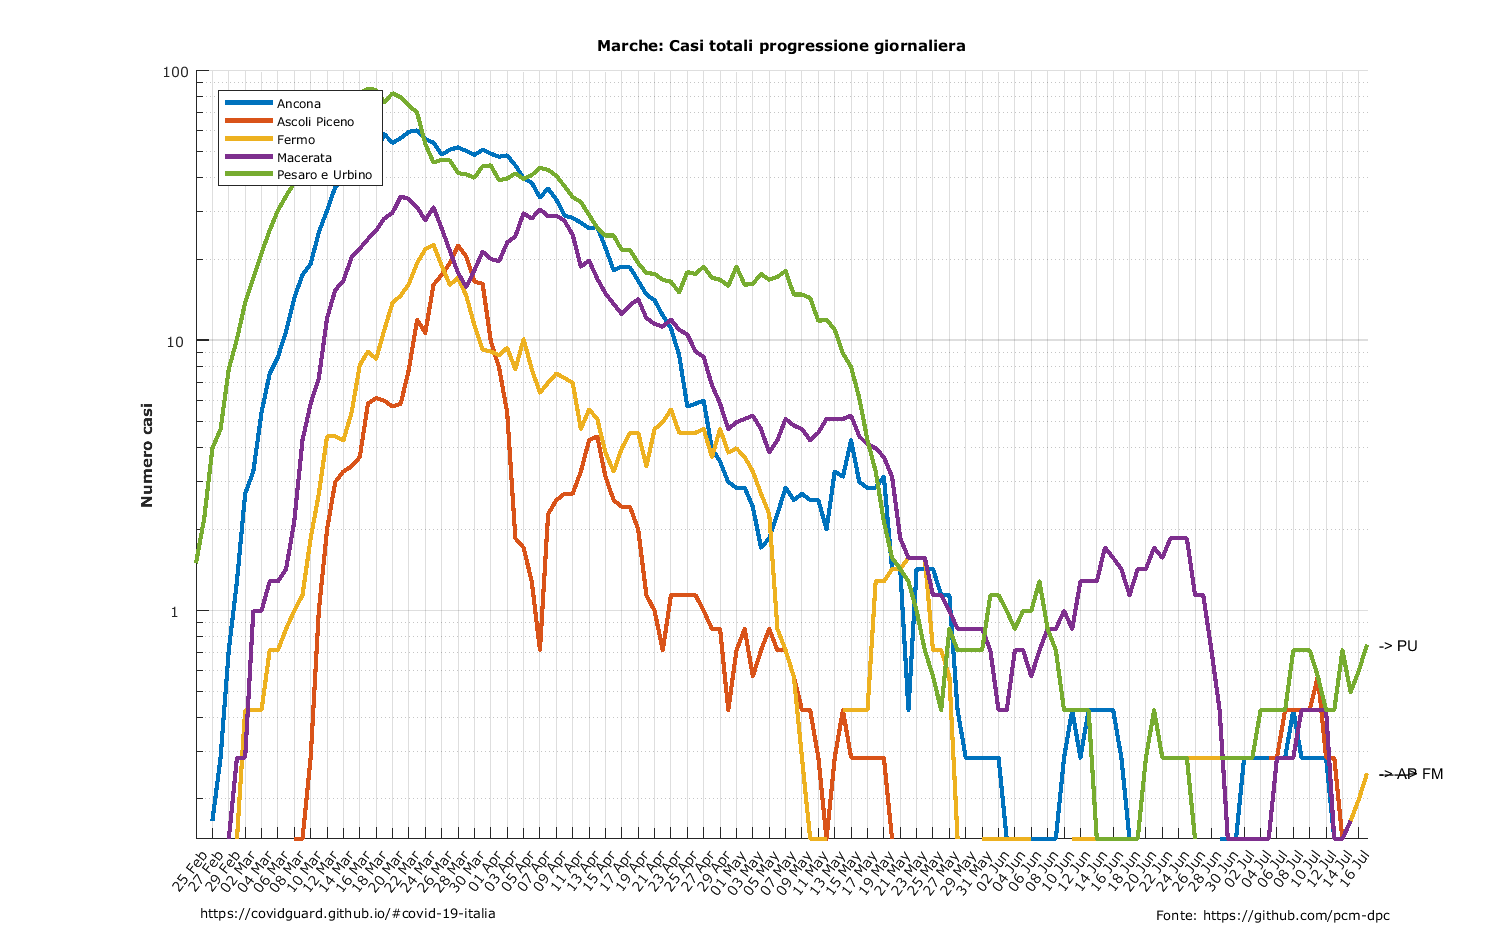 Marche: Casi totali progressione giornaliera
100
10
1
Numero casi
Ancona
Ascoli Piceno
Fermo
Macerata
Pesaro e Urbino
-> PU
-> AP FM
25 Feb
27 Feb
29 Feb
02 Mar
04 Mar
06 Mar
08 Mar
10 Mar
12 Mar
14 Mar
16 Mar
18 Mar
20 Mar
22 Mar
24 Mar
26 Mar
28 Mar
30 Mar
01 Apr
03 Apr
05 Apr
07 Apr
09 Apr
11 Apr
13 Apr
15 Apr
17 Apr
19 Apr
21 Apr
23 Apr
25 Apr
27 Apr
29 Apr
01 May
03 May
05 May
07 May
09 May
11 May
13 May
15 May
17 May
19 May
21 May
23 May
25 May
27 May
29 May
31 May
02 Jun
04 Jun
06 Jun
08 Jun
10 Jun
12 Jun
14 Jun
16 Jun
18 Jun
20 Jun
22 Jun
24 Jun
26 Jun
28 Jun
30 Jun
02 Jul
04 Jul
06 Jul
08 Jul
10 Jul
12 Jul
14 Jul
16 Jul
https://covidguard.github.io/#covid-19-italia
Fonte: https://github.com/pcm-dpc